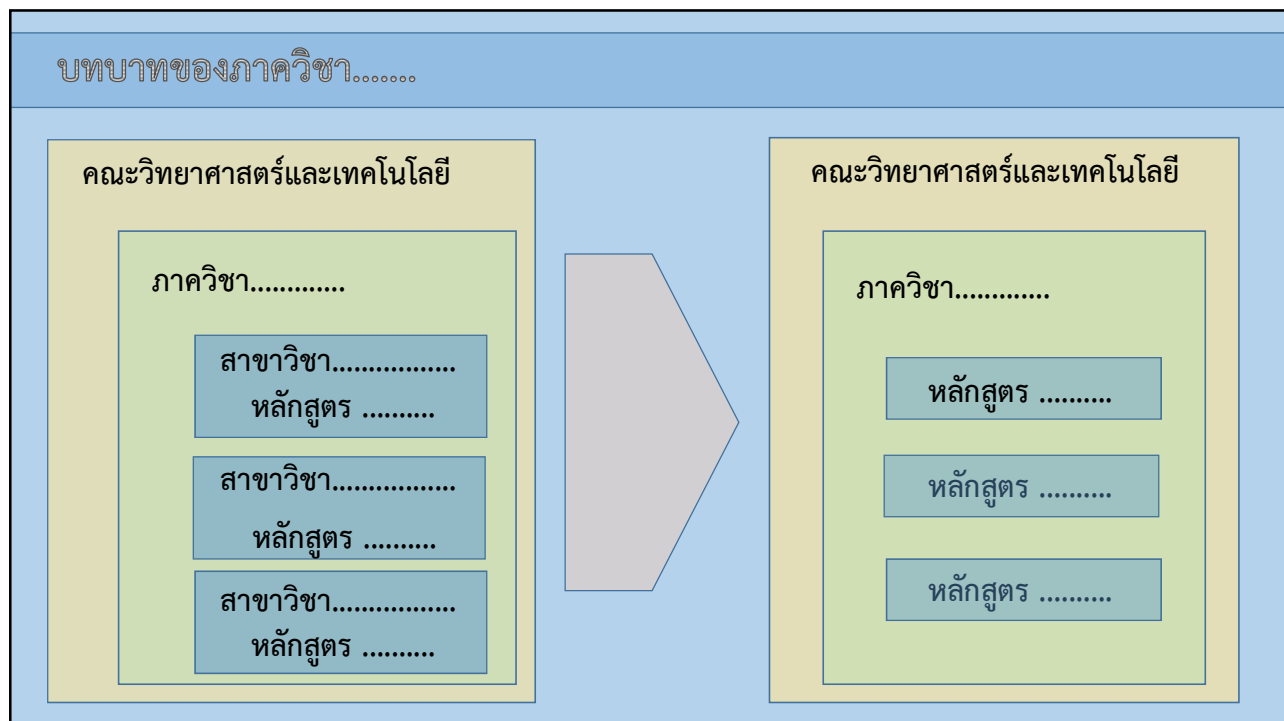 บทบาทของภาควิชา.......
คณะวิทยาศาสตร์และเทคโนโลยี
ภาควิชา.............
สาขาวิชา.................
หลักสูตร ..........
สาขาวิชา.................
หลักสูตร ..........
สาขาวิชา.................
หลักสูตร ..........
คณะวิทยาศาสตร์และเทคโนโลยี
ภาควิชา.............
หลักสูตร ..........
หลักสูตร ..........
หลักสูตร ..........